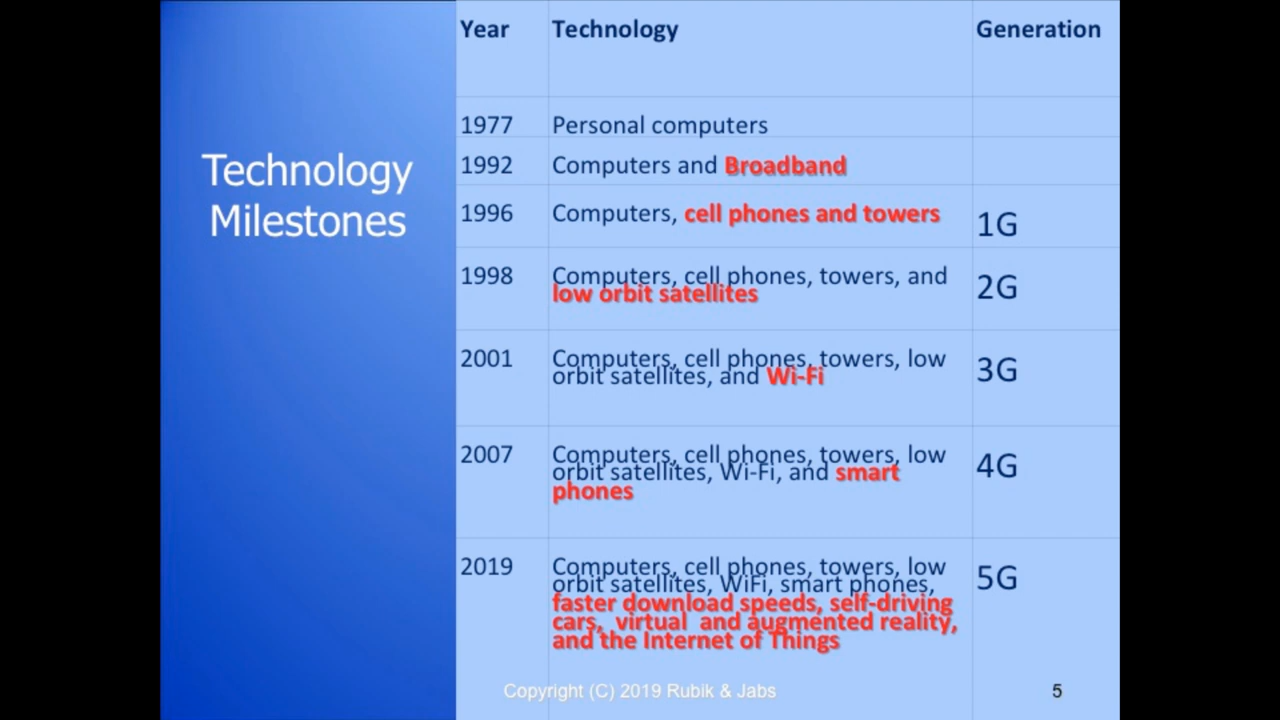 Technology
Milestones
Year Technology Generation
1977 Personal computers
1992 Computers and Broadband
1996 Computers, cell phones and towers 1G
1998 Computers, cell phones, towers, and 2G
low orbit satellites
2001 Computers, cell phones, towers, low 3G
orbit satellites, and Wi-Fi
2007 Computers, cell phones, towers, low 4G
orbit satellites, Wi-Fi, and smart
phones
2019 Computers, cell phones, towers, low 5G
orbit satellites, WiFi, smart phones,
faster download speeds, self-driving
cars, virtual and augmented reality,
and the Internet of Things
Copyright (C) 2019 Rubik & Jabs 5